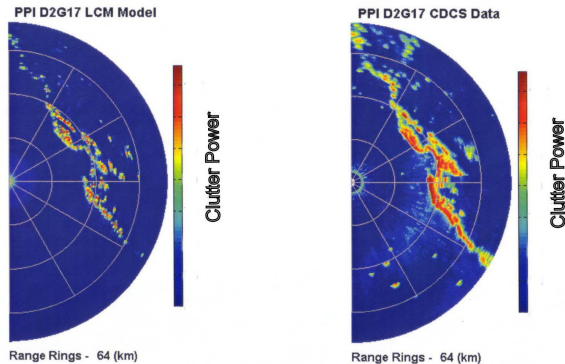 PPI D2G17 LCM Model
PPI D2G17 CDCS Data
Clutter Power
Clutter Power
Range Rings - 64 (km)
Range Rings - 64 (km)